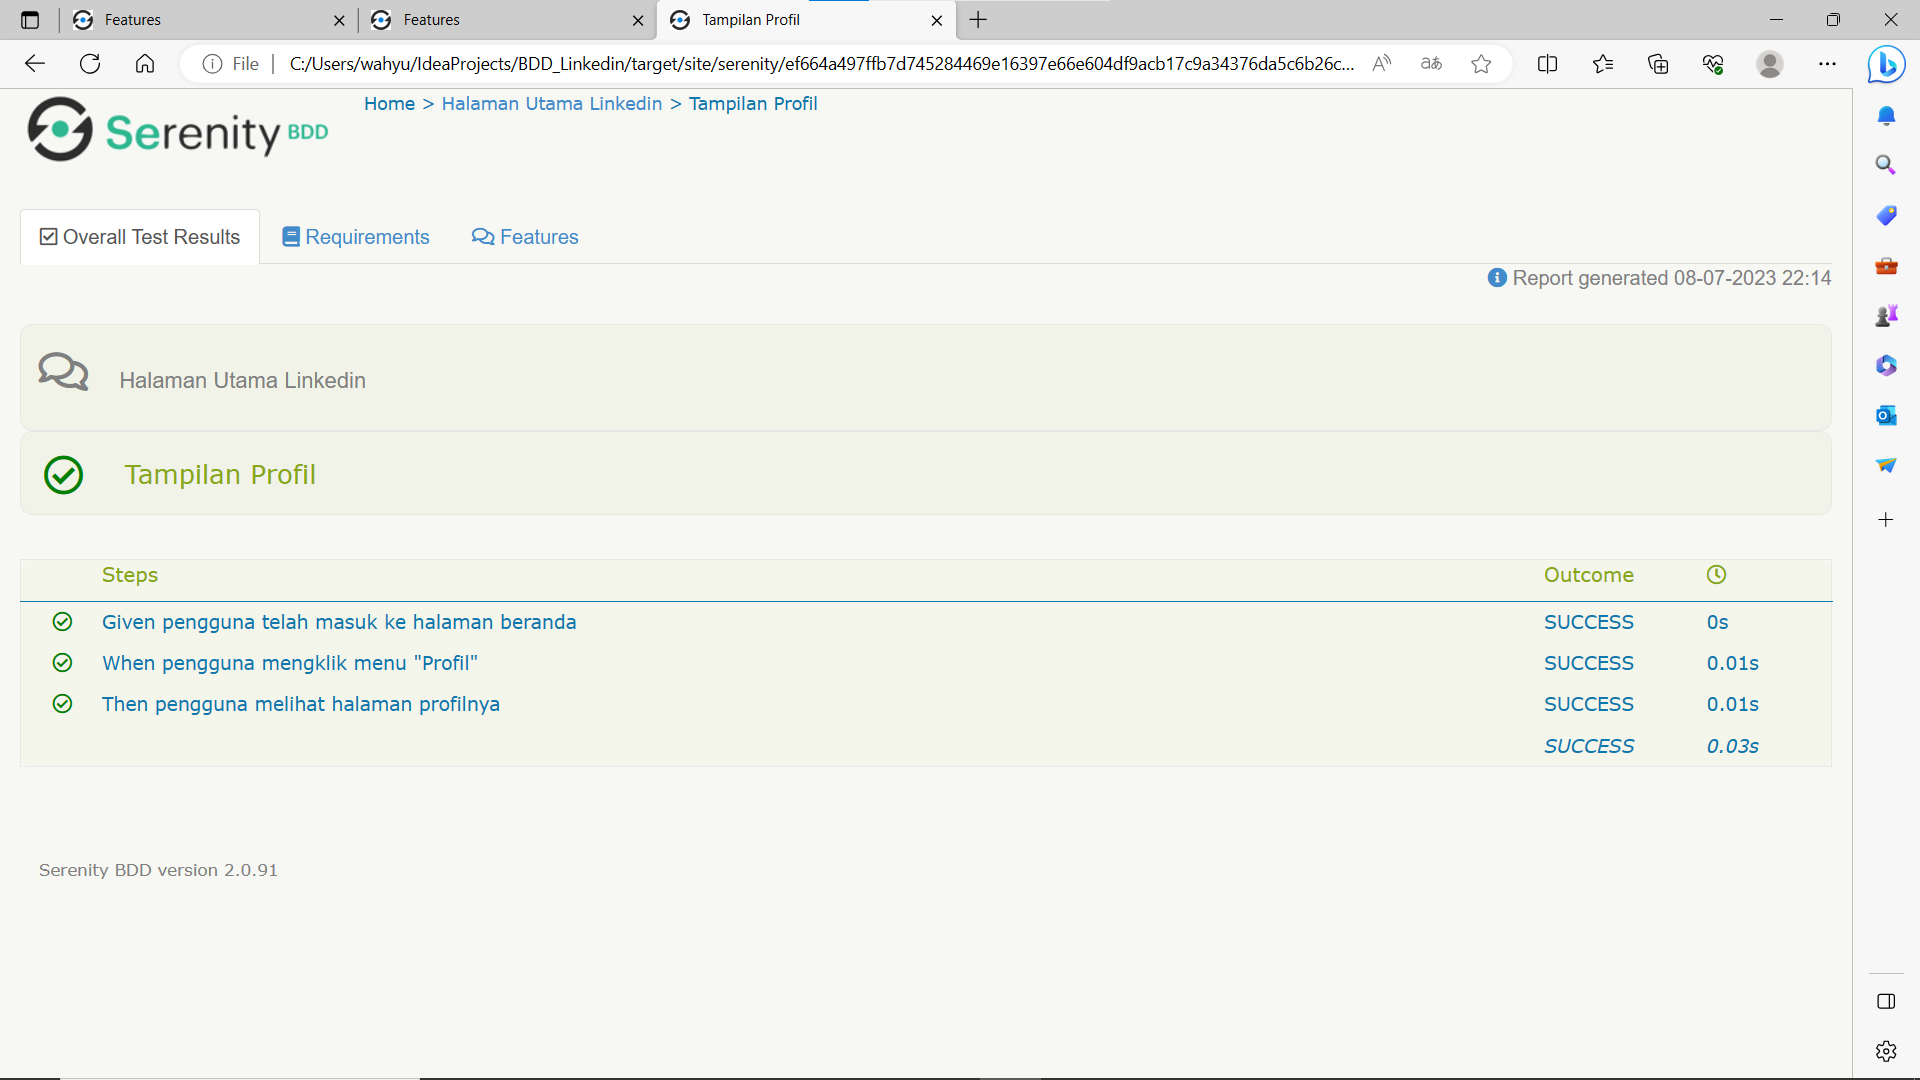 Features
Features
Tampilan Profil
File
C:/Users/wahyu/IdeaProjects/BDD_Linkedin/target/site/serenity/ef664a497ffb7d745284469e16397e66e604df9acb17c9a34376da5c6b26c...
Serenity BDD
Home > Halaman Utama Linkedin > Tampilan Profil
Overall Test Results
Requirements
Features
Report generated 08-07-2023 22:14
Halaman Utama Linkedin
Tampilan Profil
Steps Outcome
Given pengguna telah masuk ke halaman beranda SUCCESS 0s
When pengguna mengklik menu "Profil" SUCCESS 0.01s
Then pengguna melihat halaman profilnya SUCCESS 0.01s
SUCCESS 0.03s
Serenity BDD version 2.0.91